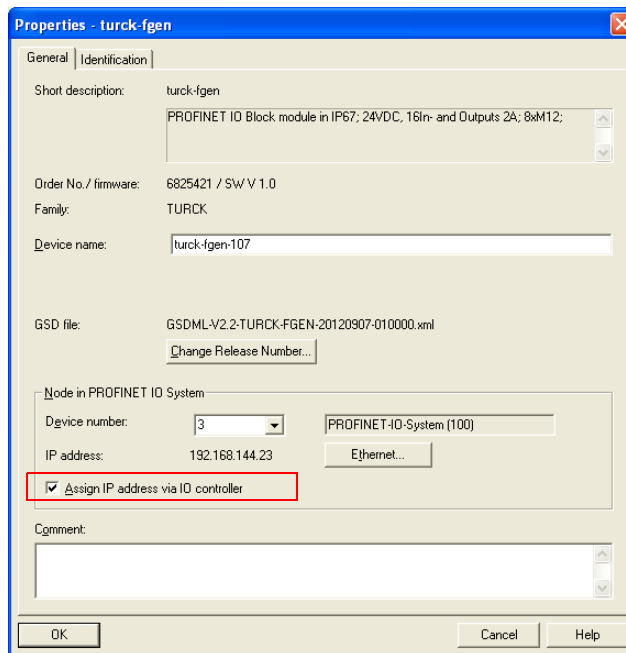 Properties - turck-fgen
General
Identification
Short description: turck-fgen
PROFINET IO Block module in IP67; 24VDC, 16In- and Outputs 2A; 8xM12;
Order No./ firmware: 6825421 / SW V 1.0
Family: TURCK
Device name: turck-fgen-107
GSD file: GSDML-V2.2-TURCK-FGEN-20120907-010000.xml
Change Release Number...
Node in PROFINET IO System
Device number: 3 PROFINET-IO-System (100)
IP address: 192.168.144.23 Ethernet...
Assign IP address via IO controller
Comment:
OK Cancel Help